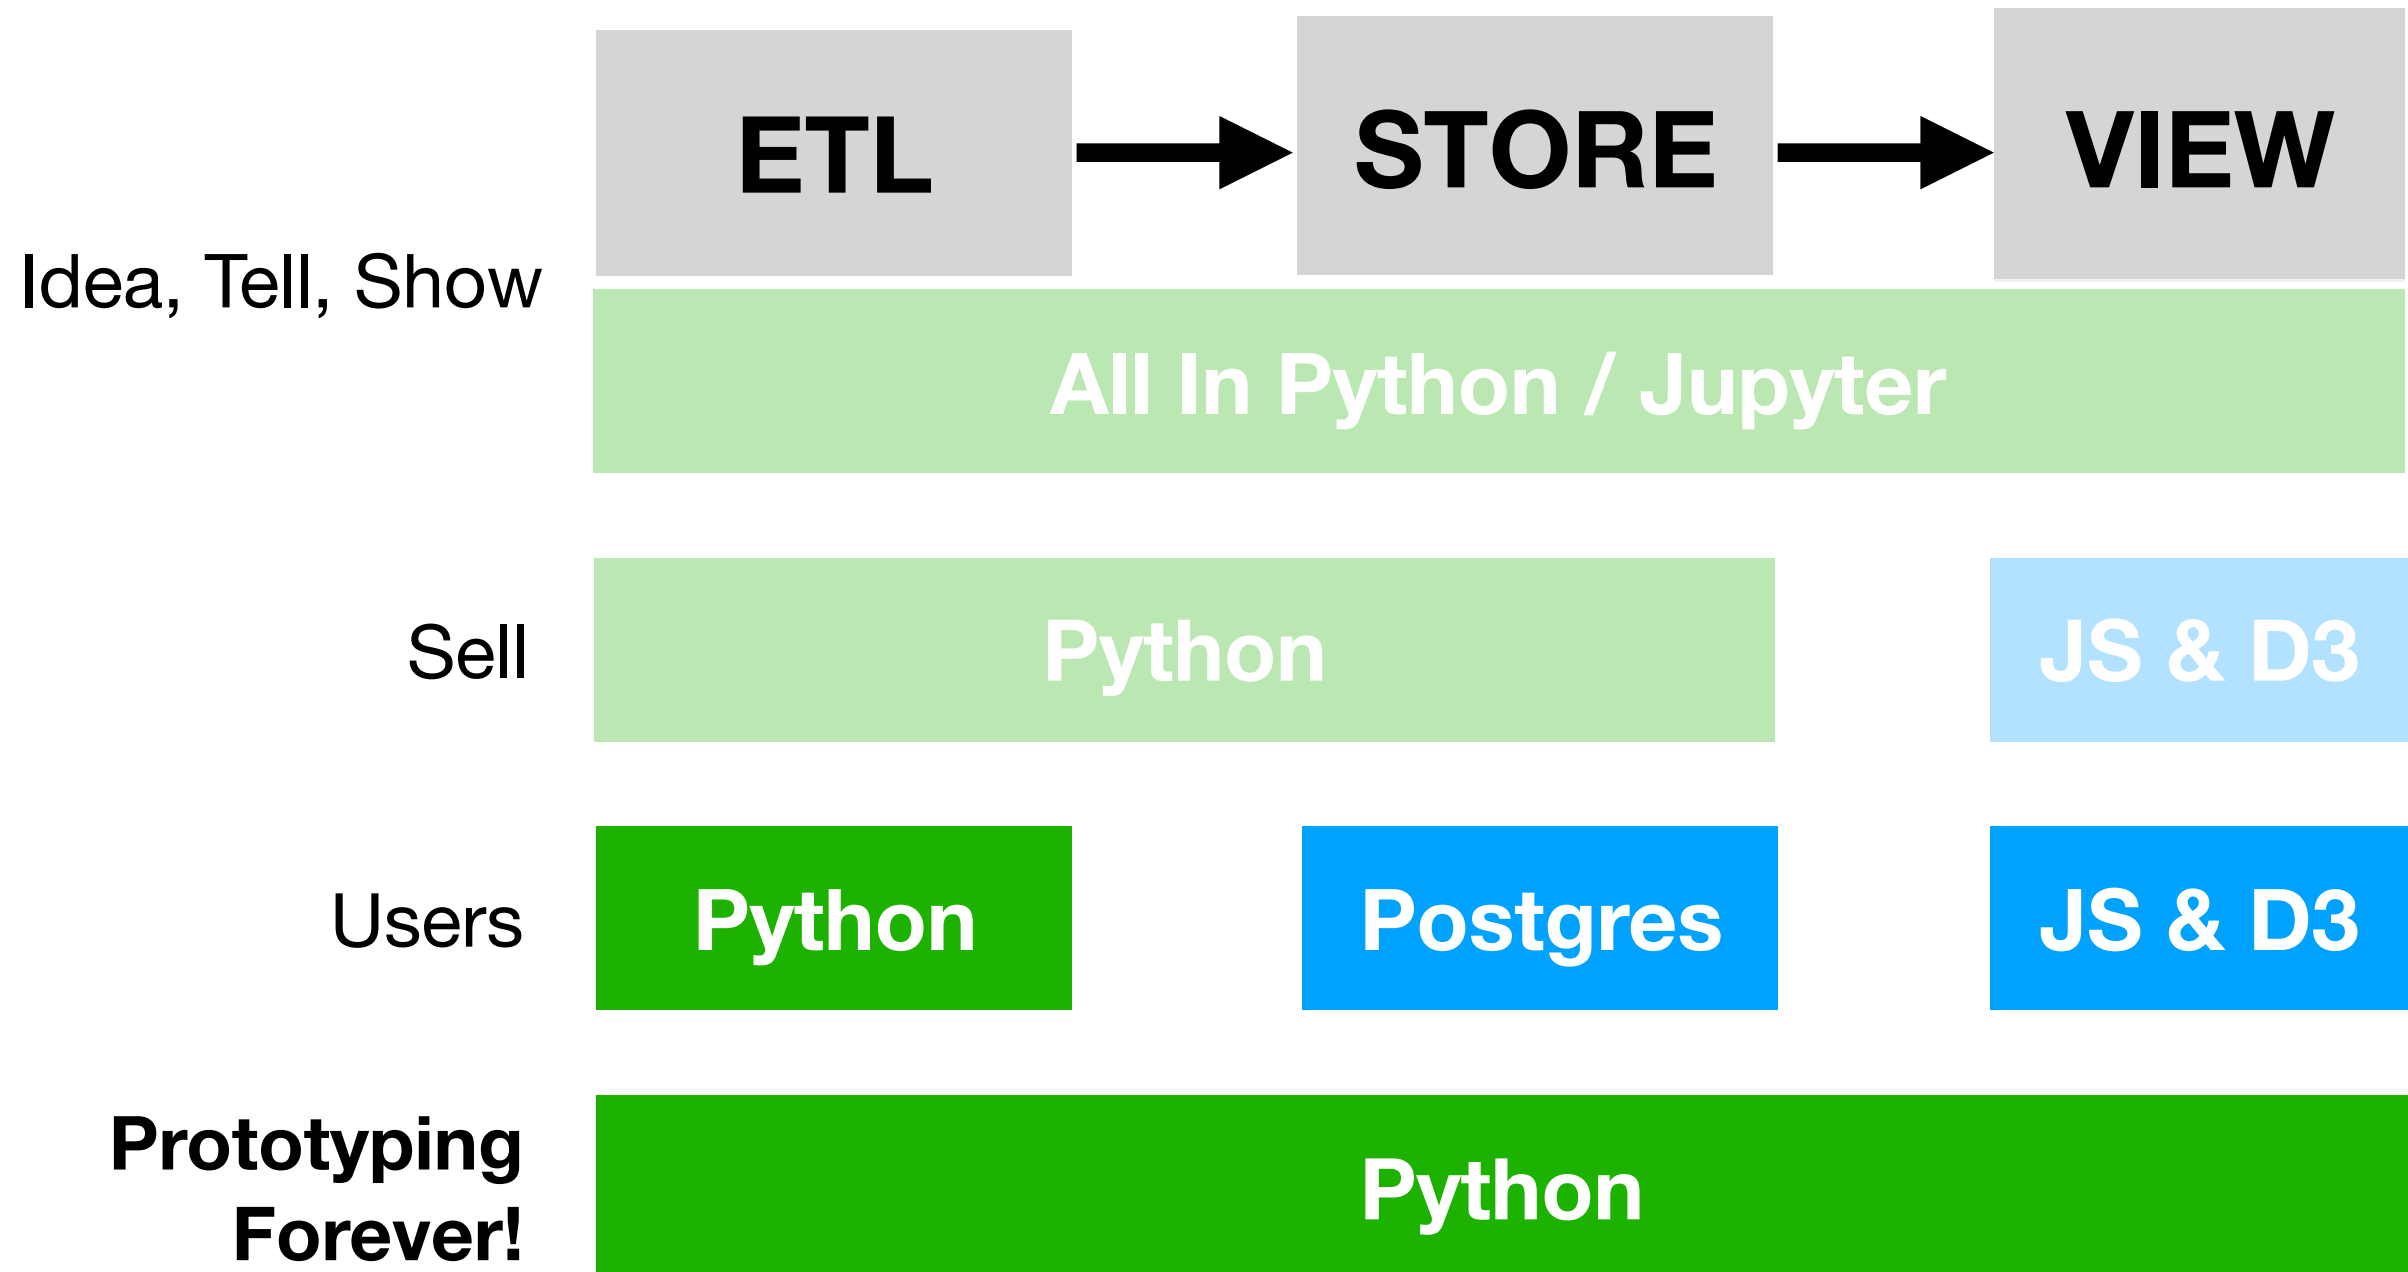 ETL
STORE
VIEW
Idea, Tell, Show
All In Python / Jupyter
Sell
Python
JS & D3
Users
Python
Postgres
JS & D3
Prototyping
Forever!
Python